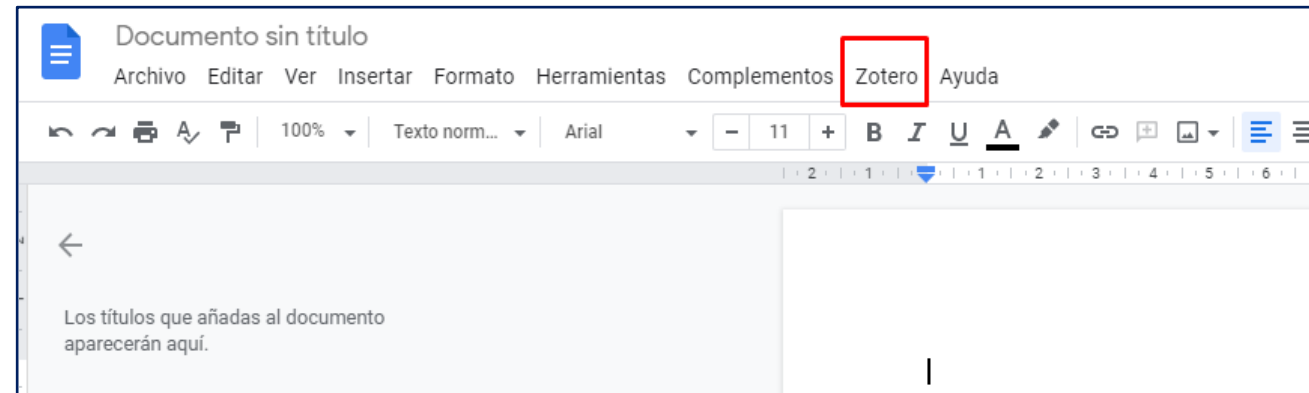 Documento sin título
Archivo Editar Ver Insertar Formato Herramientas Complementos Zotero Ayuda
100% Texto norm... Arial - 11 + B I U A
2 1 1 2 3 4 5 6
Los títulos que añadas al documento
aparecerán aquí.